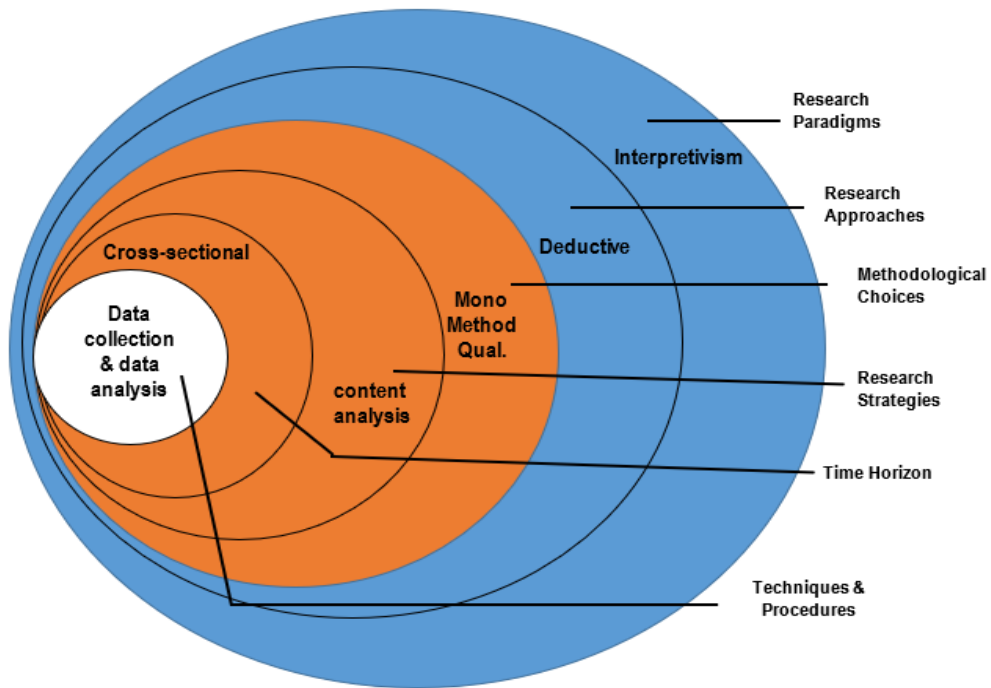 Research
Paradigms
Interpretivism
Research
Approaches
Deductive
Cross-sectional
Methodological
Choices
Mono
Method
Qual.
Data
collection
& data
analysis
content
analysis
Research
Strategies
Time Horizon
Techniques &
Procedures